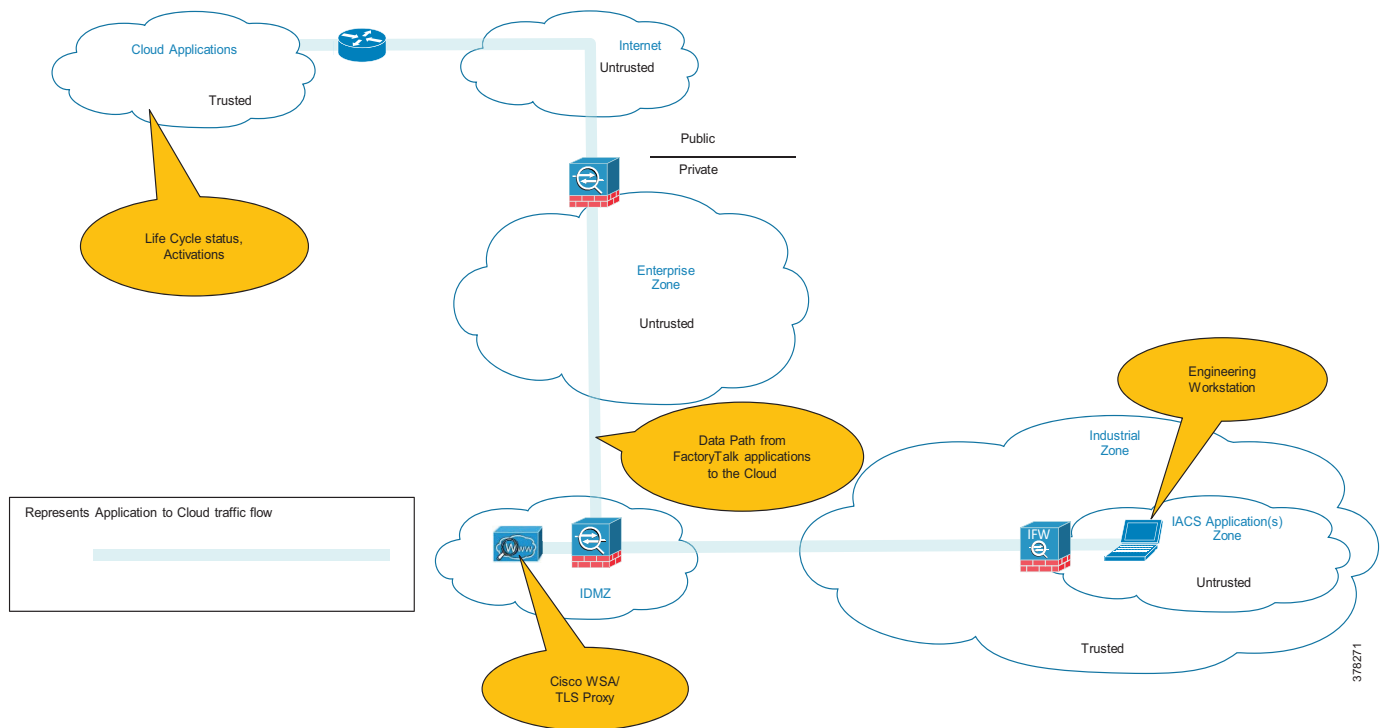 Cloud Applications
Trusted
Internet
Untrusted
Public
Private
Life Cycle status,
Activations
Enterprise
Zone
Untrusted
Engineering
Workstation
Data Path from
FactoryTalk applications
to the Cloud
Industrial
Zone
Represents Application to Cloud traffic flow
WWW
IDMZ
IFW
IACS Application(s)
Zone
Untrusted
Trusted
Cisco WSA/
TLS Proxy
378271